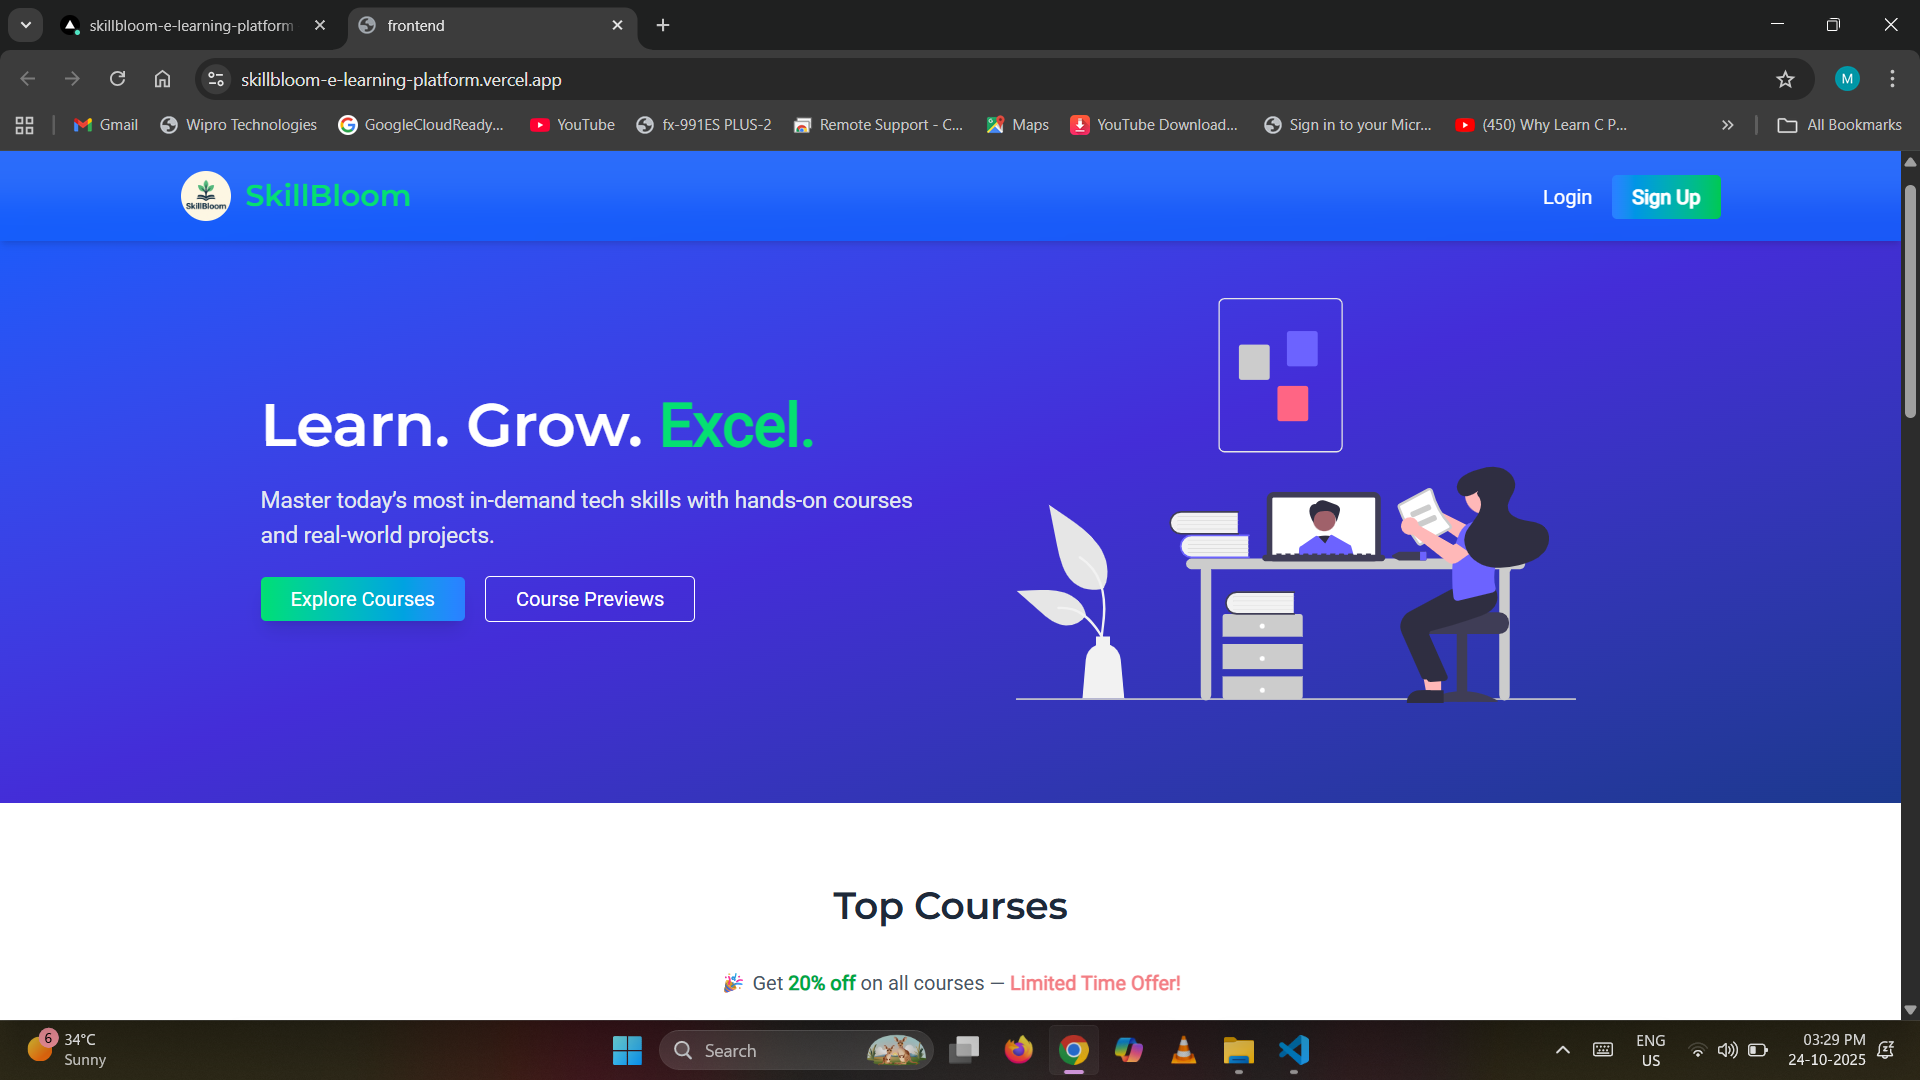 skillbloom-e-learning-platform
frontend
skillbloom-e-learning-platform.vercel.app
M
Gmail
Wipro Technologies
GoogleCloudReady...
YouTube
fx-991ES PLUS-2
Remote Support - C...
Maps
YouTube Download...
Sign in to your Micr...
(450) Why Learn C P...
All Bookmarks
SkillBloom
SkillBloom
Login
Sign Up
Learn. Grow. Excel.
Master today’s most in-demand tech skills with hands-on courses
and real-world projects.
Explore Courses
Course Previews
Top Courses
🎉 Get 20% off on all courses — Limited Time Offer!
6
34°C
Sunny
Search
ENG
US
03:29 PM
24-10-2025